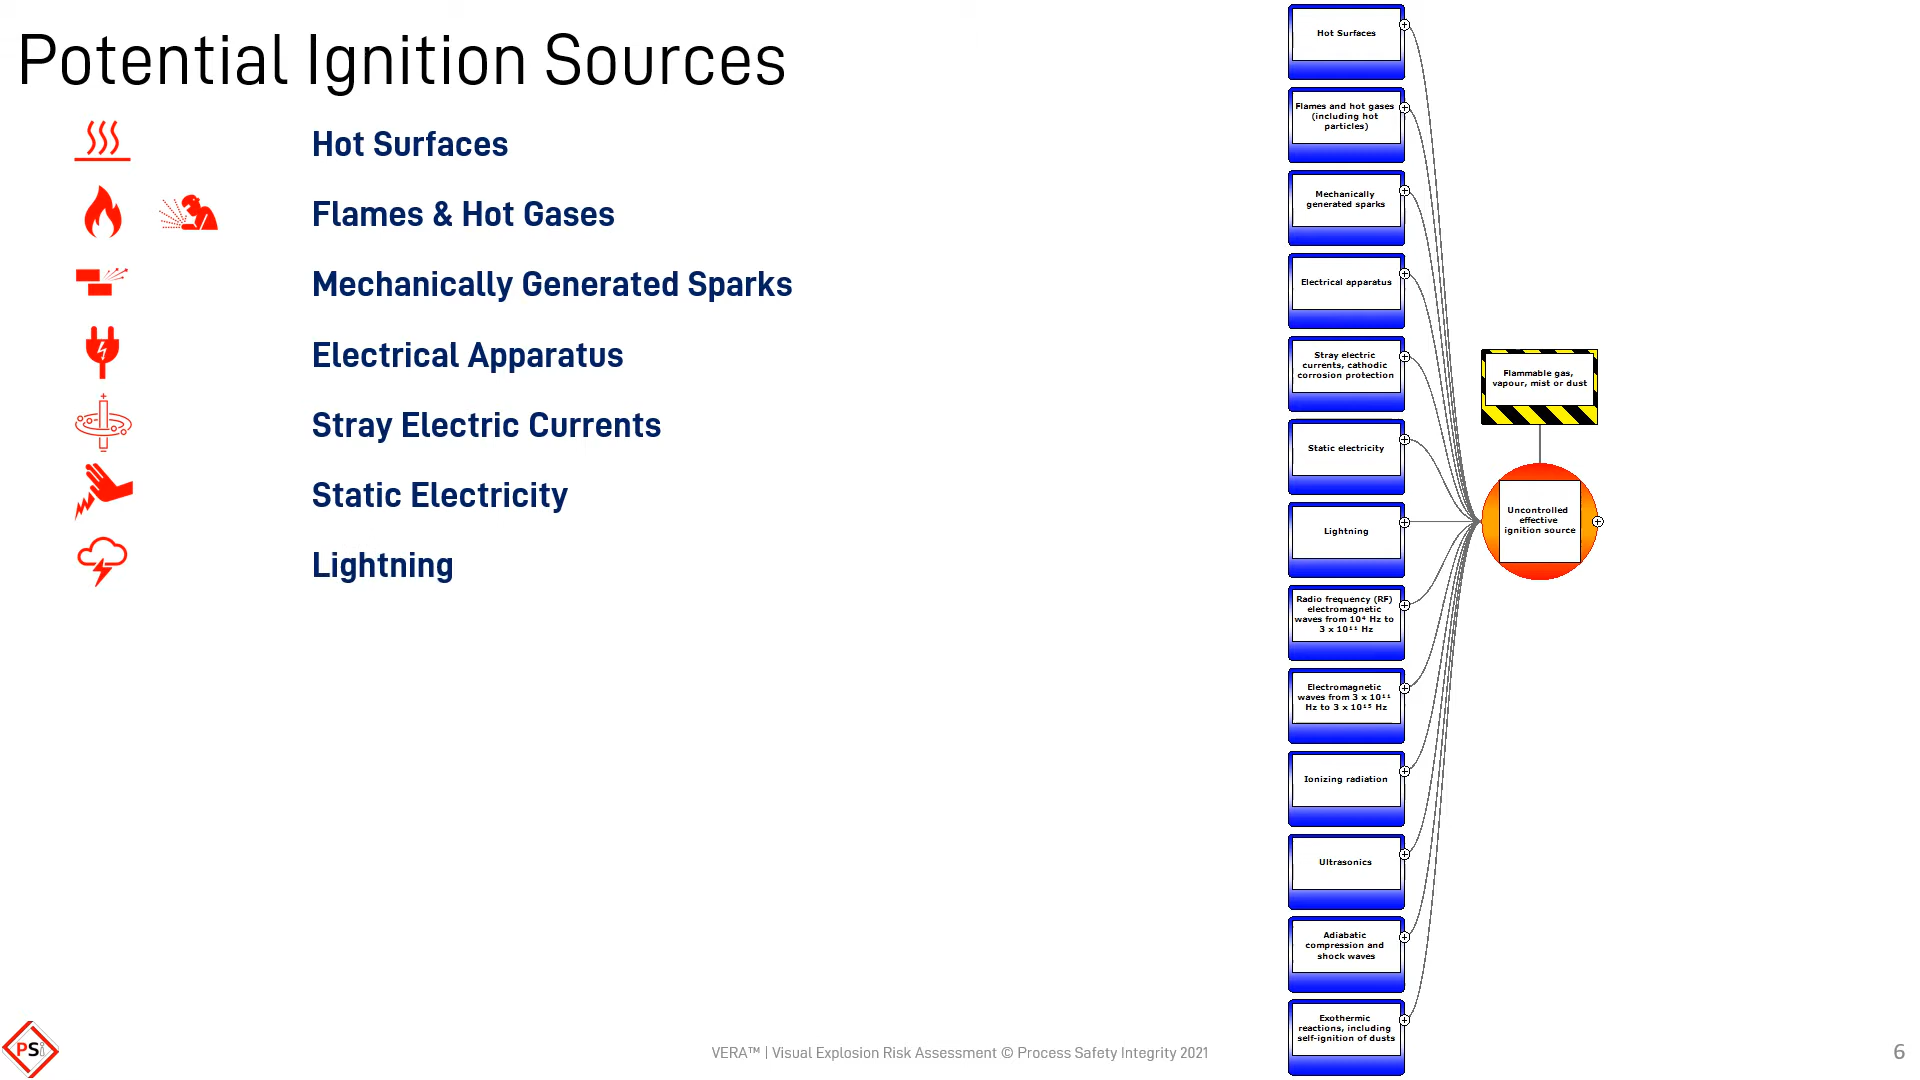 Potential Ignition Sources
Hot Surfaces
Flames & Hot Gases
Mechanically Generated Sparks
Electrical Apparatus
Stray Electric Currents
Static Electricity
Lightning
Hot Surfaces
Flames and hot gases
(including hot
particles)
Mechanically
generated sparks
Electrical apparatus
Stray electric
currents, cathodic
corrosion protection
Static electricity
Lightning
Radio frequency (RF)
electromagnetic
waves from 10⁴ Hz to
3 x 10¹¹ Hz
Electromagnetic
waves from 3 x 10¹¹
Hz to 3 x 10¹⁵ Hz
Ionizing radiation
Ultrasonics
Adiabatic
compression and
shock waves
Exothermic
reactions, including
self-ignition of dusts
Flammable gas,
vapour, mist or dust
Uncontrolled
effective
ignition source
PSi
VERA™ | Visual Explosion Risk Assessment © Process Safety Integrity 2021
6